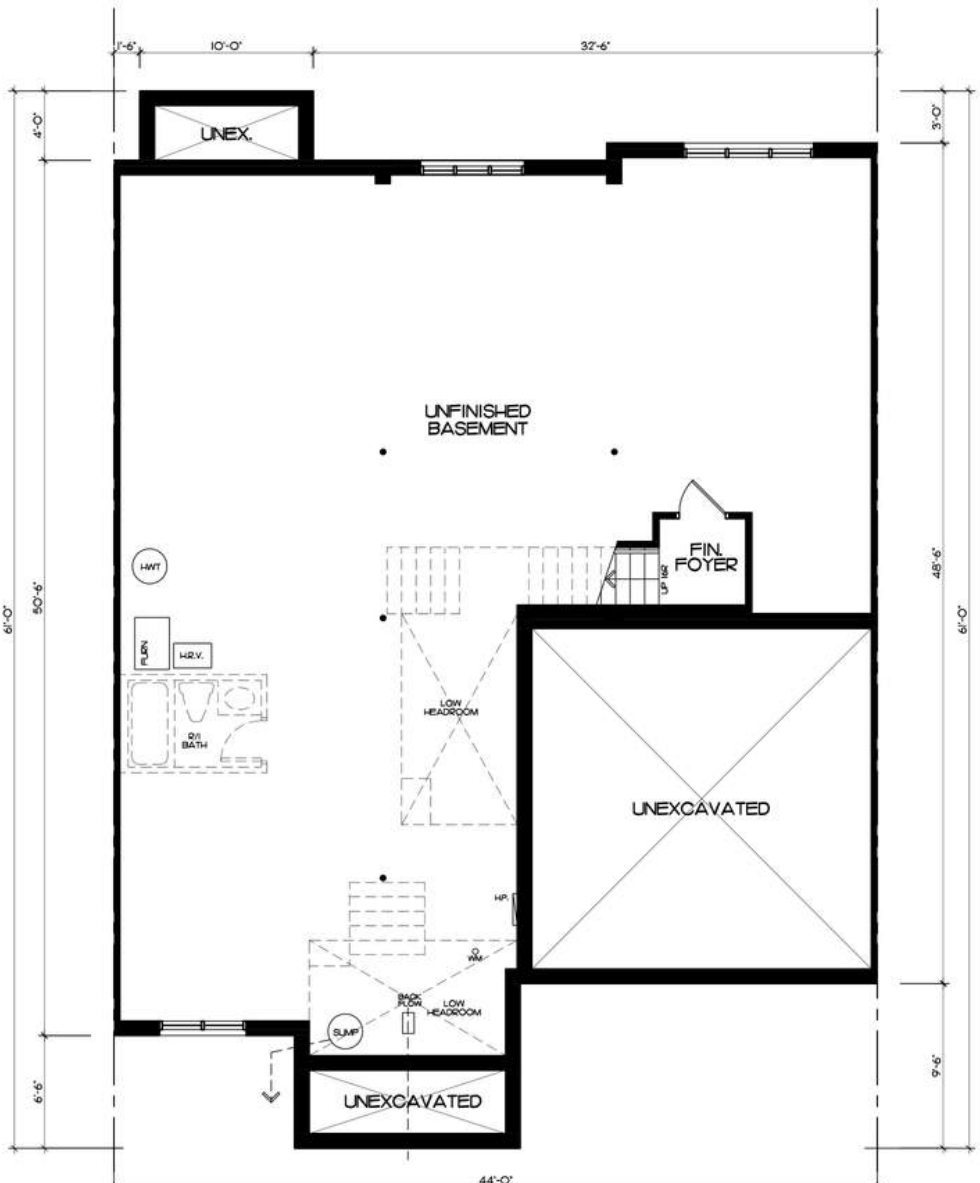 1'-6"
10'-0"
32'-6"
4'-0"
3'-0"
UNEX.
UNFINISHED
BASEMENT
FIN.
FOYER
UP 16R
HWT
61'-0"
50'-6"
48'-6"
61'-0"
FURN
H.R.V.
LOW
HEADROOM
R/I
BATH
UNEXCAVATED
H.P.
WM
BACK
FLOW
LOW
HEADROOM
SUMP
6'-6"
9'-6"
UNEXCAVATED
44'-0"